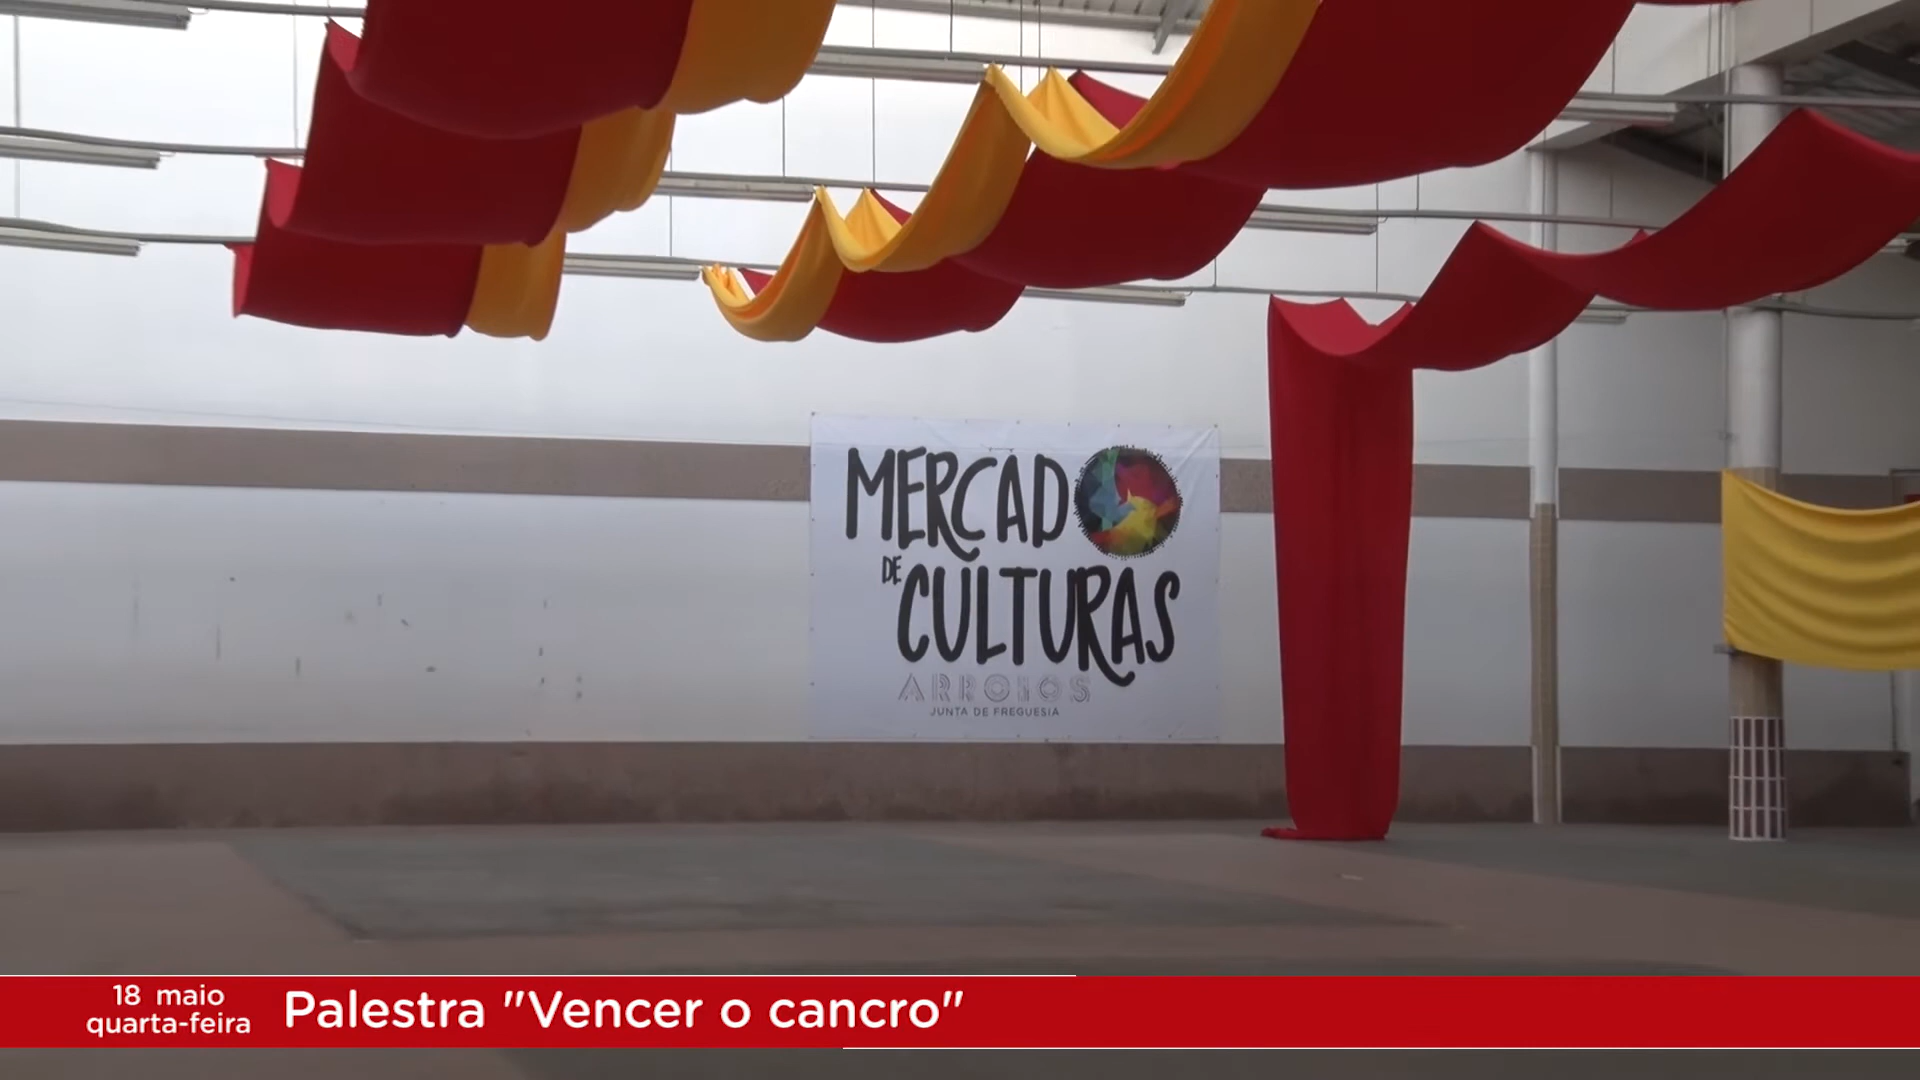 MERCADO
DE
CULTURAS
ARROIOS
JUNTA DE FREGUESIA
18 maio
quarta-feira
Palestra "Vencer o cancro"